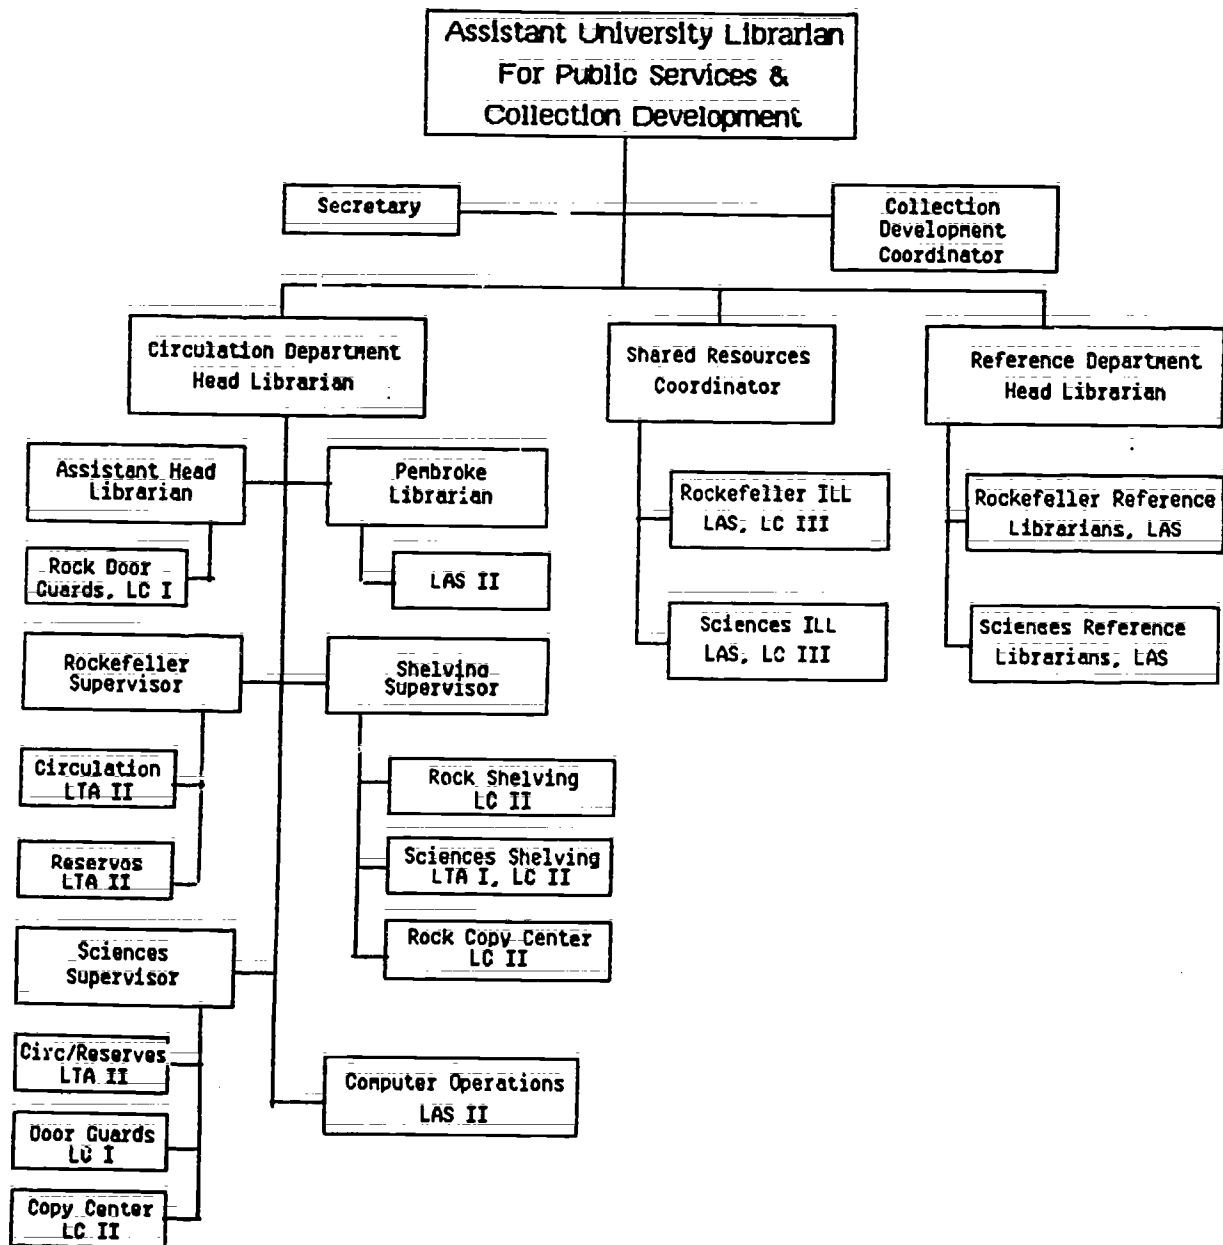 Assistant University Librarian
For Public Services &
Collection Development
Secretary
Collection
Development
Coordinator
Circulation Department
Head Librarian
Shared Resources
Coordinator
Reference Department
Head Librarian
Assistant Head
Librarian
Pembroke
Librarian
Rock Door
Guards, LC I
LAS II
Rockefeller ILL
LAS, LC III
Rockefeller Reference
Librarians, LAS
Sciences ILL
LAS, LC III
Sciences Reference
Librarians, LAS
Rockefeller
Supervisor
Shelving
Supervisor
Circulation
LTA II
Reserves
LTA II
Rock Shelving
LC II
Sciences Shelving
LTA I, LC II
Rock Copy Center
LC II
Sciences
Supervisor
Circ/Reserves
LTA II
Door Guards
LC I
Copy Center
LC II
Computer Operations
LAS II